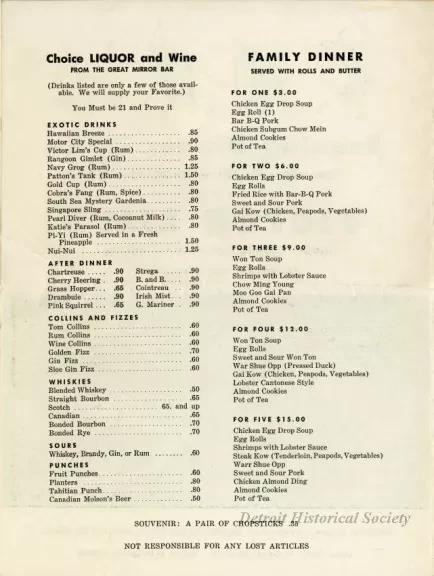 Choice LIQUOR and Wine
FROM THE GREAT MIRROR BAR
(Drinks listed are only a few of those avail-
able. We will supply your Favorite.)
You Must be 21 and Prove it
EXOTIC DRINKS
Hawaiian Breeze .85
Motor City Special .90
Victor Lim's Cup (Rum) .80
Rangoon Gimlet (Gin) .85
Navy Grog (Rum) 1.25
Patton's Tank (Rum) 1.50
Gold Cup (Rum) .80
Cobra's Fang (Rum, Spice) .80
South Sea Mystery Gardenia .80
Singapore Sling .75
Pearl Diver (Rum, Cocoanut Milk) .80
Katie's Parasol (Rum) .80
Pi-Yi (Rum) Served in a Fresh
Pineapple 1.50
Nui-Nui 1.25
AFTER DINNER
Chartreuse .90 Strega .90
Cherry Heering .90 B. and B. .90
Grass Hopper .65 Cointreau .90
Drambuie .90 Irish Mist .90
Pink Squirrel .65 G. Mariner .90
COLLINS AND FIZZES
Tom Collins .60
Rum Collins .60
Wine Collins .60
Golden Fizz .70
Gin Fizz .60
Sloe Gin Fizz .60
WHISKIES
Blended Whiskey .50
Straight Bourbon .65
Scotch 65. and up
Canadian .65
Bonded Bourbon .70
Bonded Rye .70
SOURS
Whiskey, Brandy, Gin, or Rum .60
PUNCHES
Fruit Punches .60
Planters .80
Tahitian Punch .80
Canadian Molson's Beer .50
FAMILY DINNER
SERVED WITH ROLLS AND BUTTER
FOR ONE $3.00
Chicken Egg Drop Soup
Egg Roll (1)
Bar B-Q Pork
Chicken Subgum Chow Mein
Almond Cookies
Pot of Tea
FOR TWO $6.00
Chicken Egg Drop Soup
Egg Rolls
Fried Rice with Bar-B-Q Pork
Sweet and Sour Pork
Gai Kow (Chicken, Peapods, Vegetables)
Almond Cookies
Pot of Tea
FOR THREE $9.00
Won Ton Soup
Egg Rolls
Shrimps with Lobster Sauce
Chow Ming Young
Moo Goo Gai Pan
Almond Cookies
Pot of Tea
FOR FOUR $12.00
Won Ton Soup
Egg Rolls
Sweet and Sour Won Ton
War Shue Opp (Pressed Duck)
Gai Kow (Chicken, Peapods, Vegetables)
Lobster Cantonese Style
Almond Cookies
Pot of Tea
FOR FIVE $15.00
Chicken Egg Drop Soup
Egg Rolls
Shrimps with Lobster Sauce
Steak Kow (Tenderloin, Peapods, Vegetables)
Warr Shue Opp
Sweet and Sour Pork
Chicken Almond Ding
Almond Cookies
Pot of Tea
SOUVENIR: A PAIR OF CHOPSTICKS
Detroit Historical Society
NOT RESPONSIBLE FOR ANY LOST ARTICLES